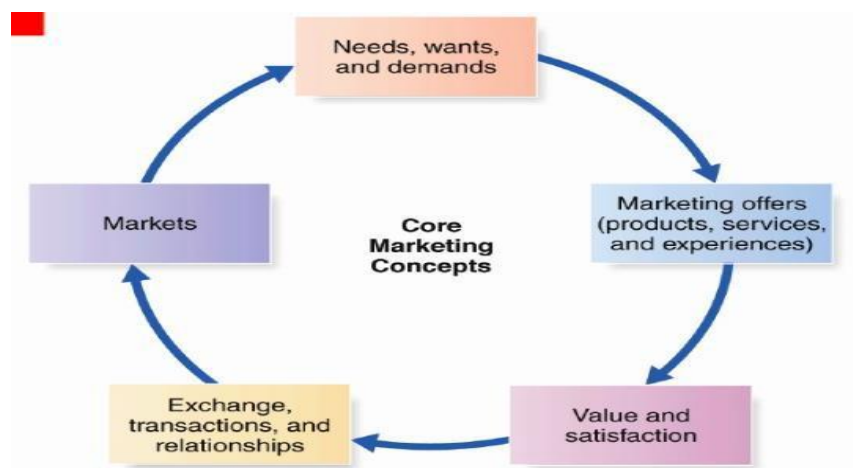 Needs, wants,
and demands
Marketing offers
(products, services,
and experiences)
Value and
satisfaction
Exchange,
transactions, and
relationships
Markets
Core
Marketing
Concepts